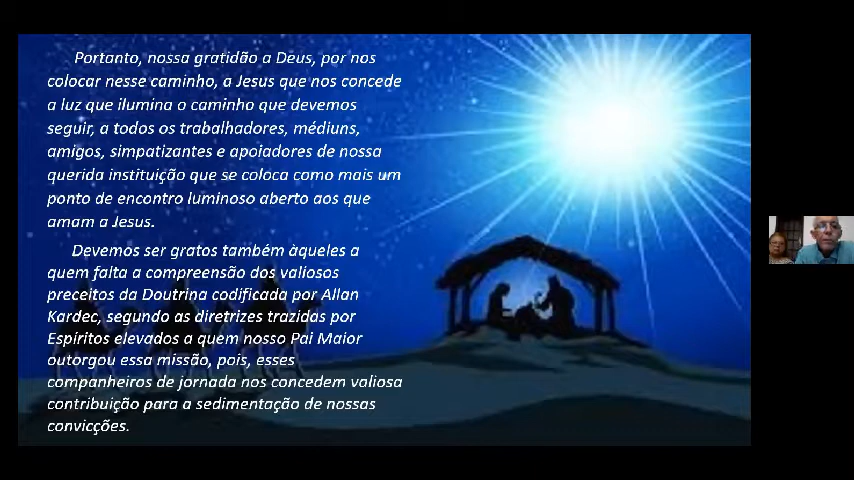 Portanto, nossa gratidão a Deus, por nos
colocar nesse caminho, a Jesus que nos concede
a luz que ilumina o caminho que devemos
seguir, a todos os trabalhadores, médiuns,
amigos, simpatizantes e apoiadores de nossa
querida instituição que se coloca como mais um
ponto de encontro luminoso aberto aos que
amam a Jesus.
Devemos ser gratos também àqueles a
quem falta a compreensão dos valiosos
preceitos da Doutrina codificada por Allan
Kardec, segundo as diretrizes trazidas por
Espíritos elevados a quem nosso Pai Maior
outorgou essa missão, pois, esses
companheiros de jornada nos concedem valiosa
contribuição para a sedimentação de nossas
convicções.